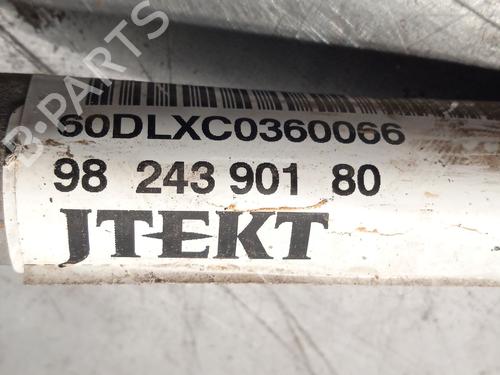 60DLXC0360066
98 243 901 80
JTEKT
B-PARTS